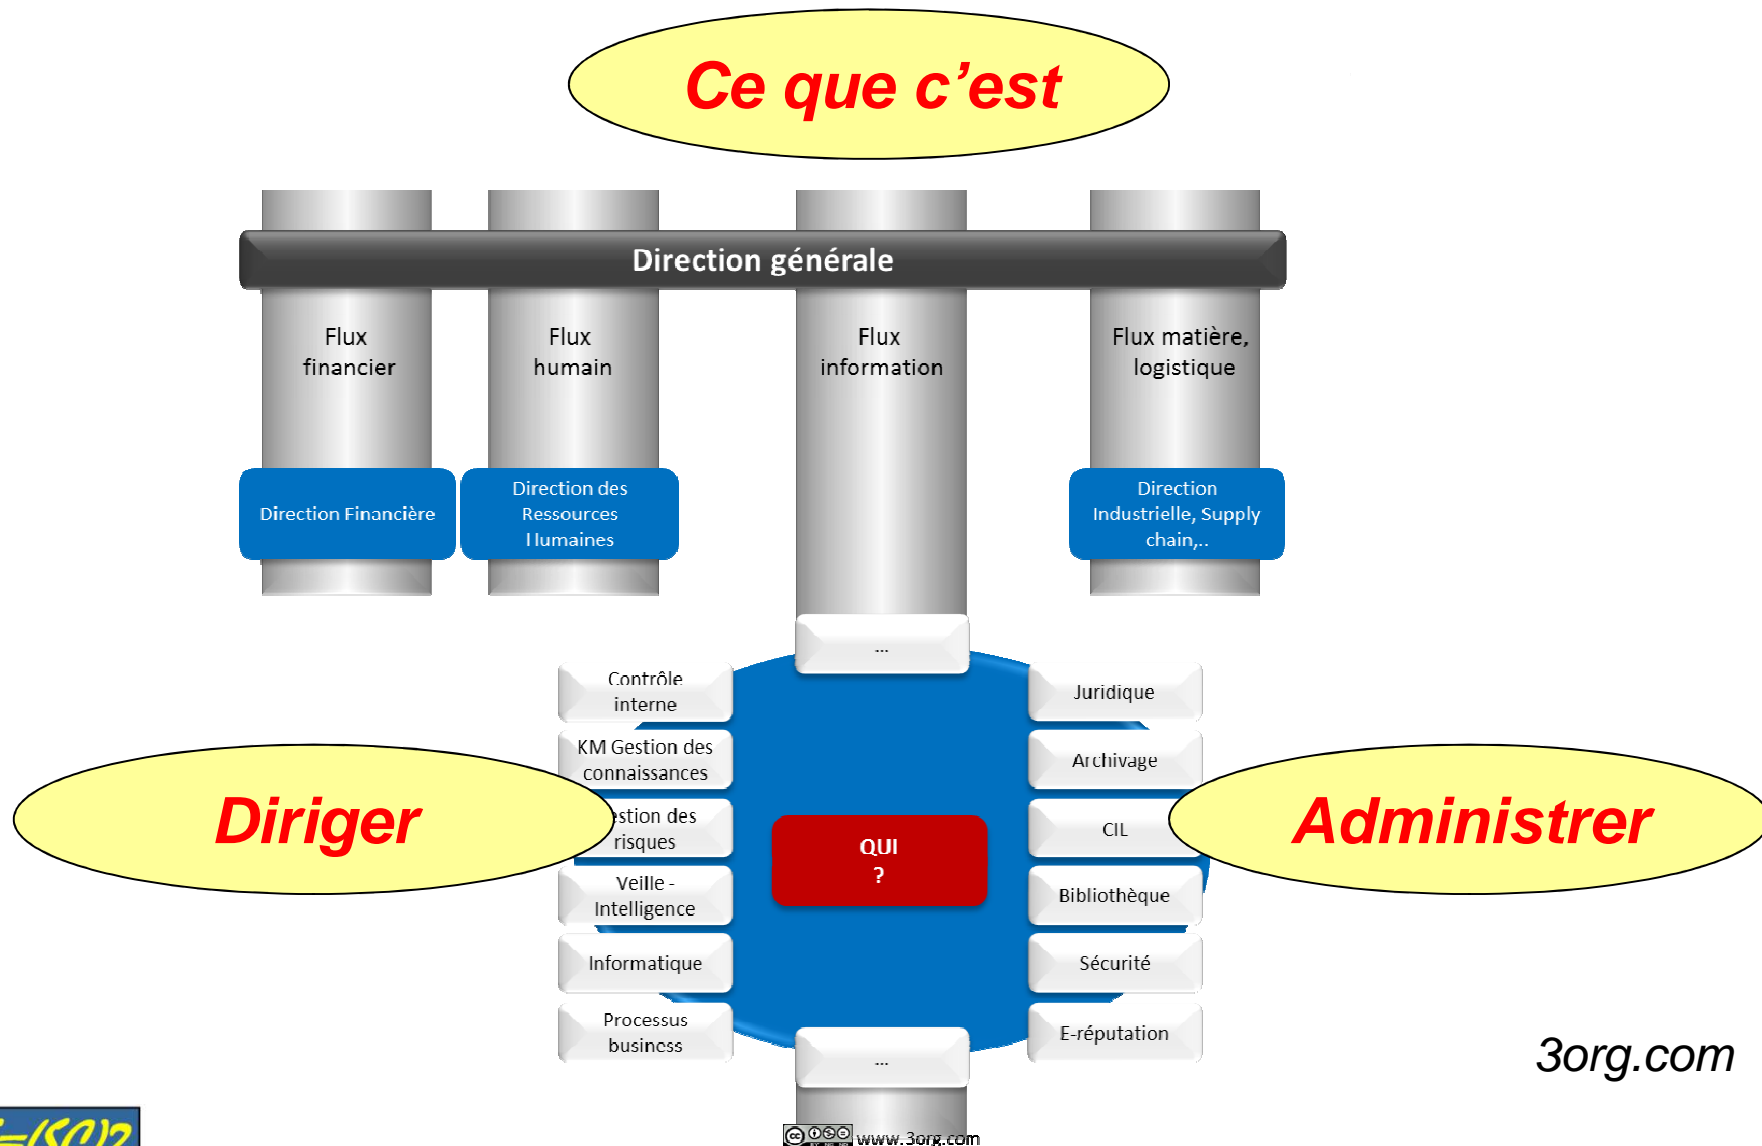 Ce que c’est
Direction générale
Flux
financier
Flux
humain
Flux
information
Flux matière,
logistique
Direction Financière
Direction des
Ressources
Humaines
Direction
Industrielle, Supply
chain,..
...
Contrôle
interne
KM Gestion des
connaissances
estion des
risques
Veille -
Intelligence
Informatique
Processus
business
Juridique
Archivage
CIL
Bibliothèque
Sécurité
E-réputation
QUI
?
...
Diriger
Administrer
3org.com
www.3org.com